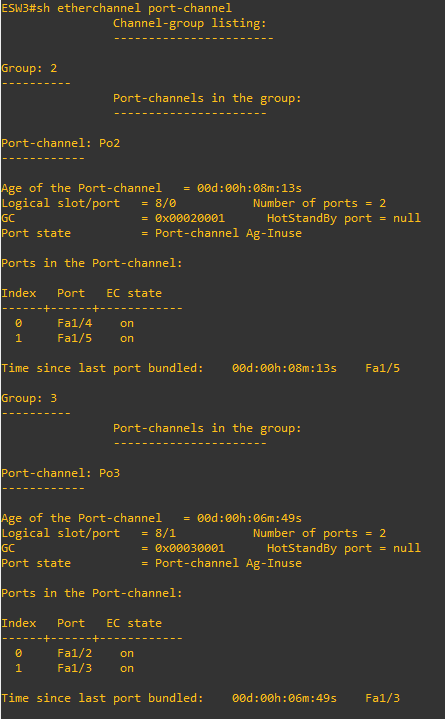 ESW3#sh etherchannel port-channel
                Channel-group listing:
                -----------------------

Group: 2
----------
                Port-channels in the group:
                ----------------------

Port-channel: Po2
------------

Age of the Port-channel   = 00d:00h:08m:13s
Logical slot/port   = 8/0           Number of ports = 2
GC                  = 0x00020001      HotStandBy port = null
Port state          = Port-channel Ag-Inuse

Ports in the Port-channel:

Index   Port   EC state
------+------+------------
  0     Fa1/4    on
  1     Fa1/5    on

Time since last port bundled:    00d:00h:08m:13s    Fa1/5

Group: 3
----------
                Port-channels in the group:
                ----------------------

Port-channel: Po3
------------

Age of the Port-channel   = 00d:00h:06m:49s
Logical slot/port   = 8/1           Number of ports = 2
GC                  = 0x00030001      HotStandBy port = null
Port state          = Port-channel Ag-Inuse

Ports in the Port-channel:

Index   Port   EC state
------+------+------------
  0     Fa1/2    on
  1     Fa1/3    on

Time since last port bundled:    00d:00h:06m:49s    Fa1/3